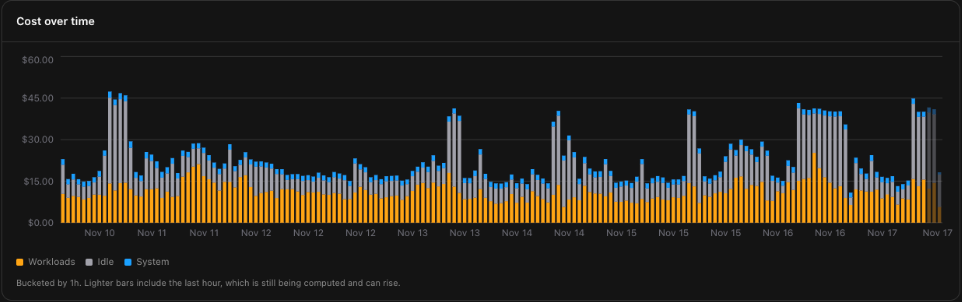 Cost over time
$60.00
$45.00
$30.00
$15.00
$0.00
Nov 10 Nov 11 Nov 11 Nov 12 Nov 12 Nov 12 Nov 13 Nov 13 Nov 14 Nov 14 Nov 15 Nov 15 Nov 15 Nov 16 Nov 16 Nov 17 Nov 17
Workloads Idle System
Bucketed by 1h. Lighter bars include the last hour, which is still being computed and can rise.